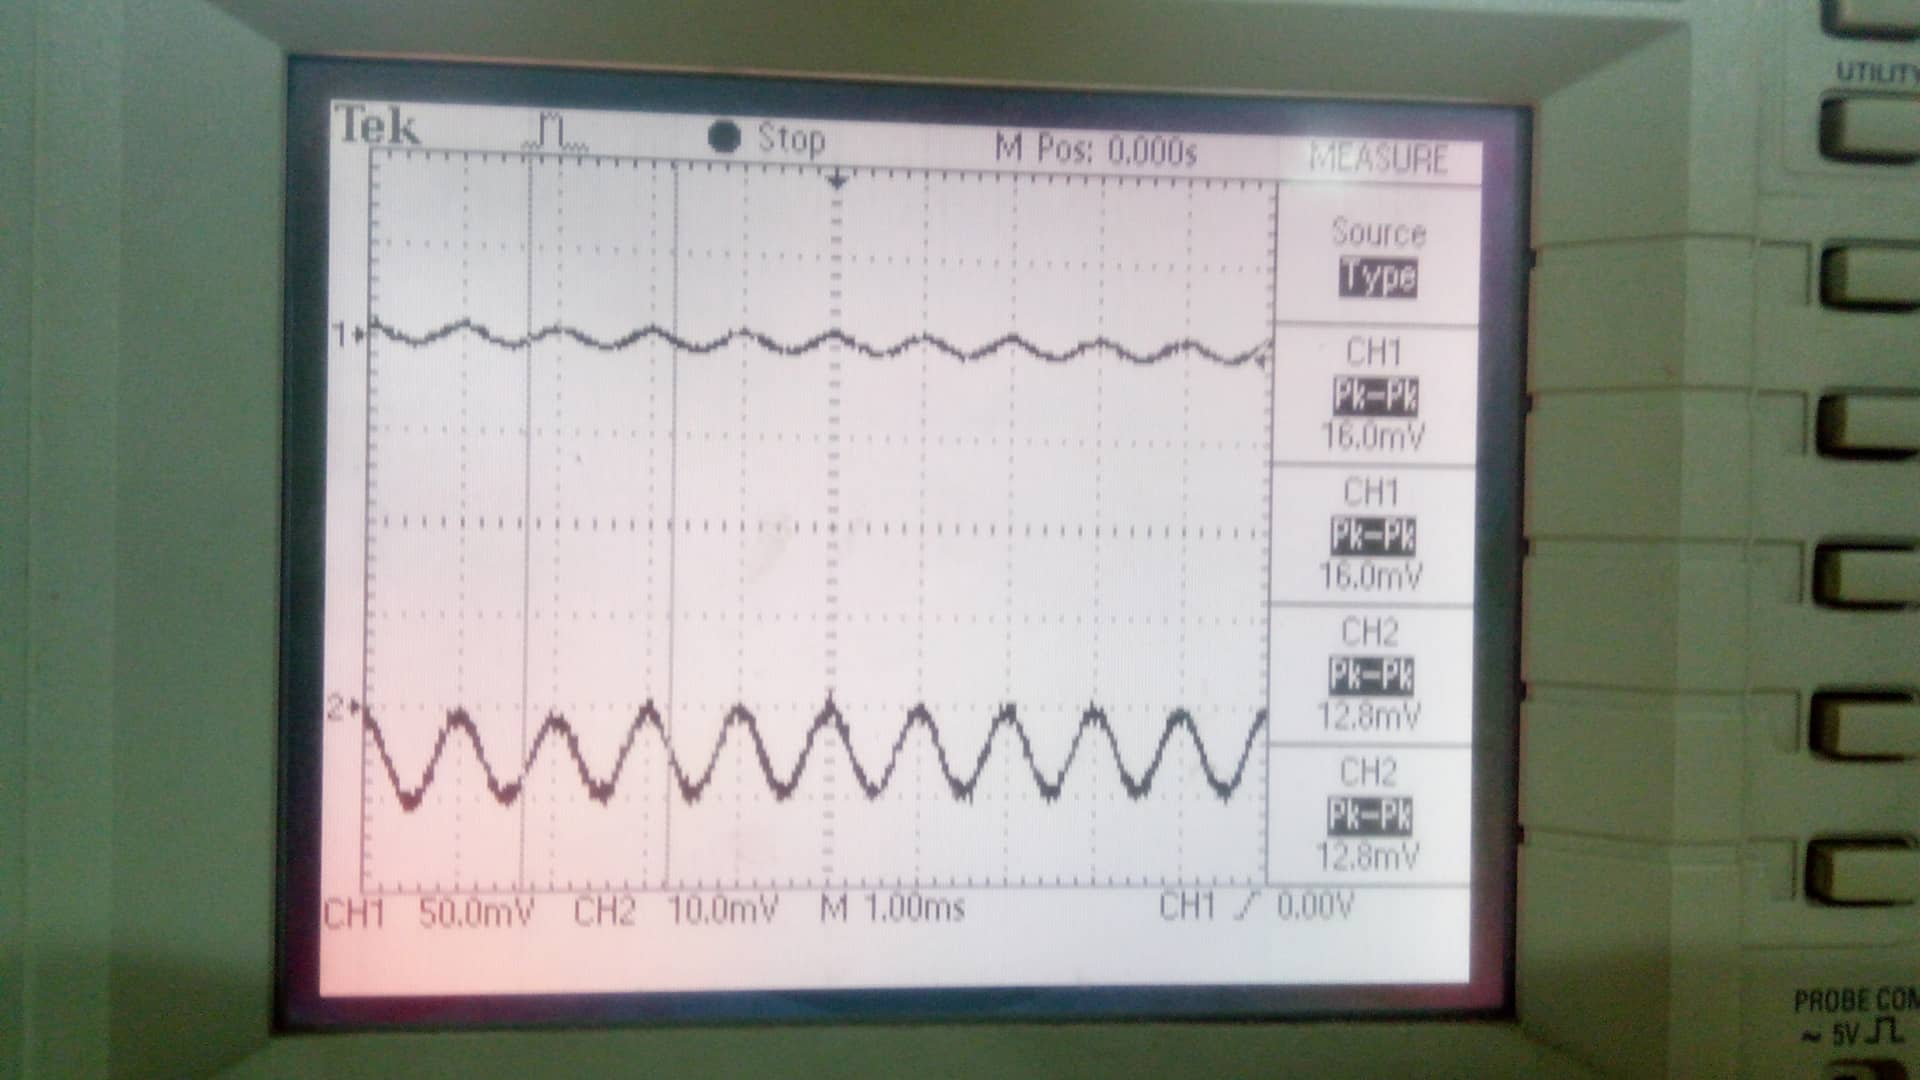 Tek Stop M Pos: 0.000s MEASURE
UTILITY
Source
Type
1
CH1
Pk-Pk
16.0mV
CH1
Pk-Pk
16.0mV
CH2
Pk-Pk
12.8mV
2
CH2
Pk-Pk
12.8mV
CH1 50.0mV CH2 10.0mV M 1.00ms CH1 0.00V
PROBE COM
~ 5V